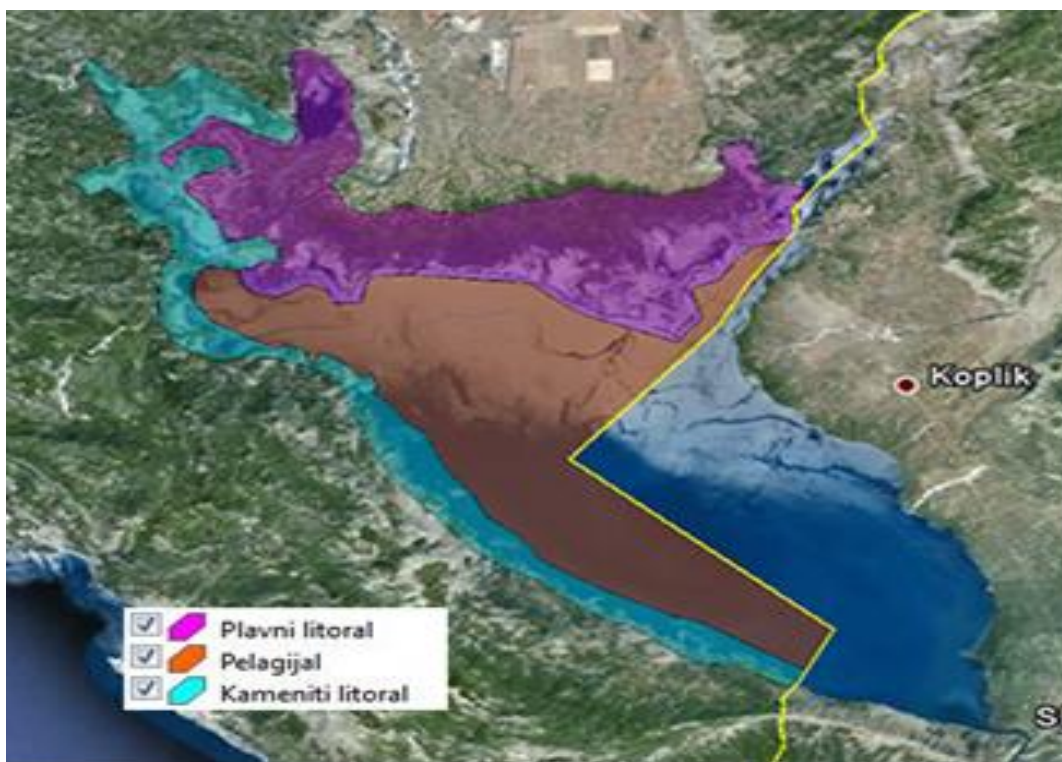 Koplik
Plavni litoral
Pelagijal
Kameniti litoral
S